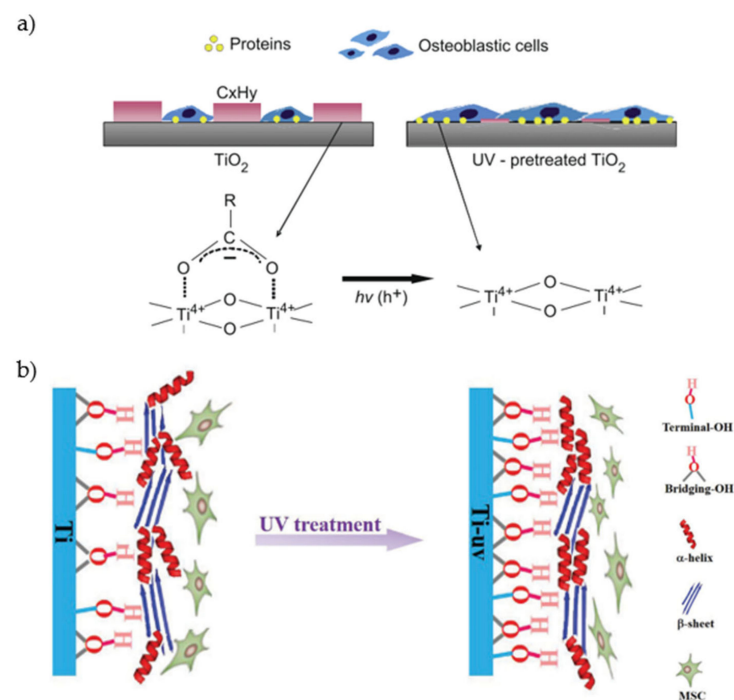 a)
Proteins
Osteoblastic cells
CxHy
TiO2
UV - pretreated TiO2
R
C
O O
O
Ti4+ Ti4+
O
hv (h+)
O
Ti4+ Ti4+
O
b)
Ti
O H
O H
O H
O H
O H
O H
UV treatment
Ti-uv
O H
O H
O H
O H
O H
O H
O H
O H
O H
H
O
Terminal-OH
H
O
Bridging-OH
α-helix
β-sheet
MSC